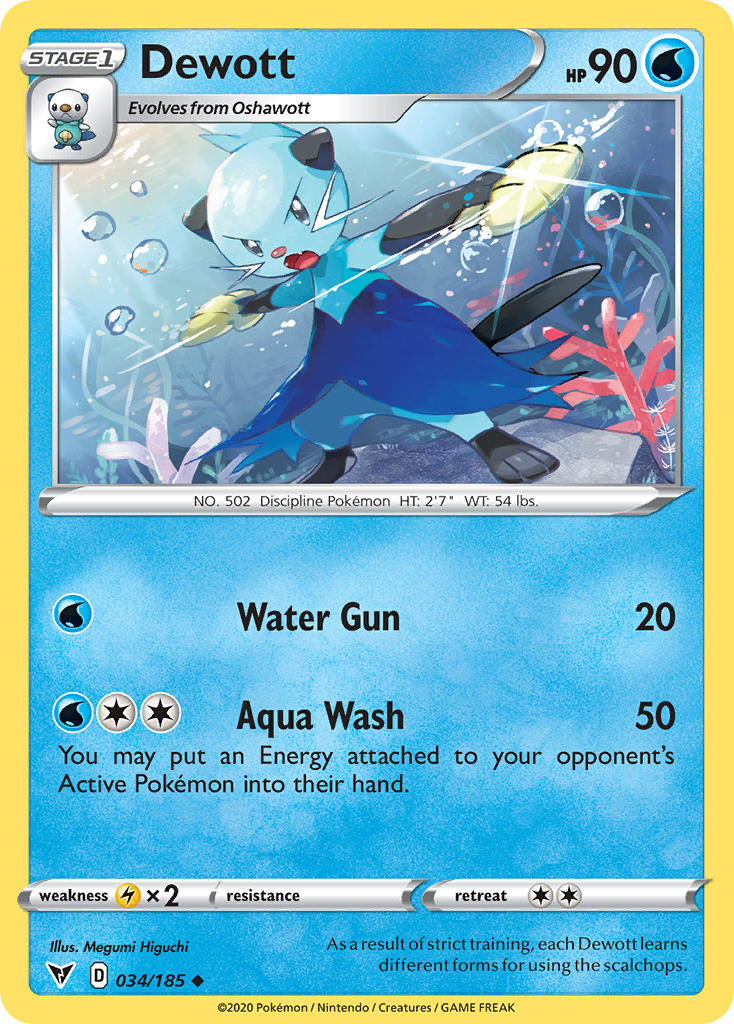 STAGE1
Dewott
HP 90
Evolves from Oshawott
NO. 502 Discipline Pokémon HT: 2'7" WT: 54 lbs.
Water Gun 20
Aqua Wash 50
You may put an Energy attached to your opponent's
Active Pokémon into their hand.
weakness ×2 resistance retreat
Illus. Megumi Higuchi
As a result of strict training, each Dewott learns
different forms for using the scalchops.
D 034/185
©2020 Pokémon / Nintendo / Creatures / GAME FREAK